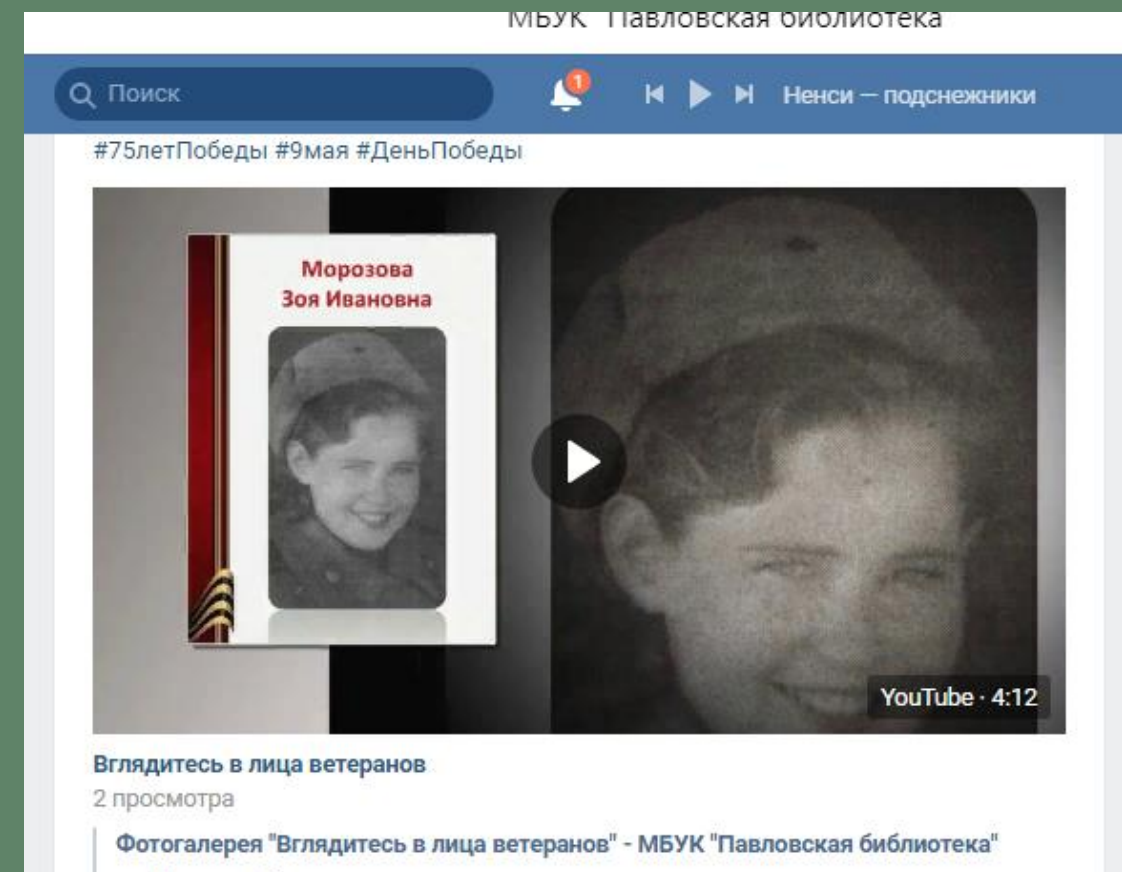 МБУК "Павловская библиотека
Поиск
1
Ненси — подснежники
#75летПобеды #9мая #ДеньПобеды
Морозова
Зоя Ивановна
YouTube · 4:12
Вглядитесь в лица ветеранов
2 просмотра
Фотогалерея "Вглядитесь в лица ветеранов" - МБУК "Павловская библиотека"